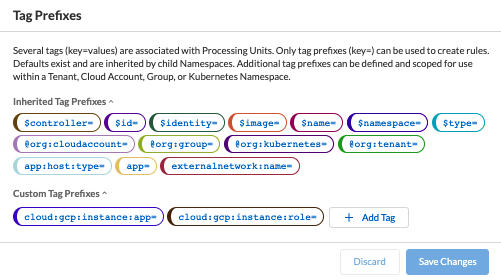 Tag Prefixes
Several tags (key=values) are associated with Processing Units. Only tag prefixes (key=) can be used to create rules.
Defaults exist and are inherited by child Namespaces. Additional tag prefixes can be defined and scoped for use
within a Tenant, Cloud Account, Group, or Kubernetes Namespace.
Inherited Tag Prefixes
$controller= $id= $identity= $image= $name= $namespace= $type=
@org:cloudaccount= @org:group= @org:kubernetes= @org:tenant=
app:host:type= app= externalnetwork:name=
Custom Tag Prefixes
cloud:gcp:instance:app= cloud:gcp:instance:role= + Add Tag
Discard Save Changes